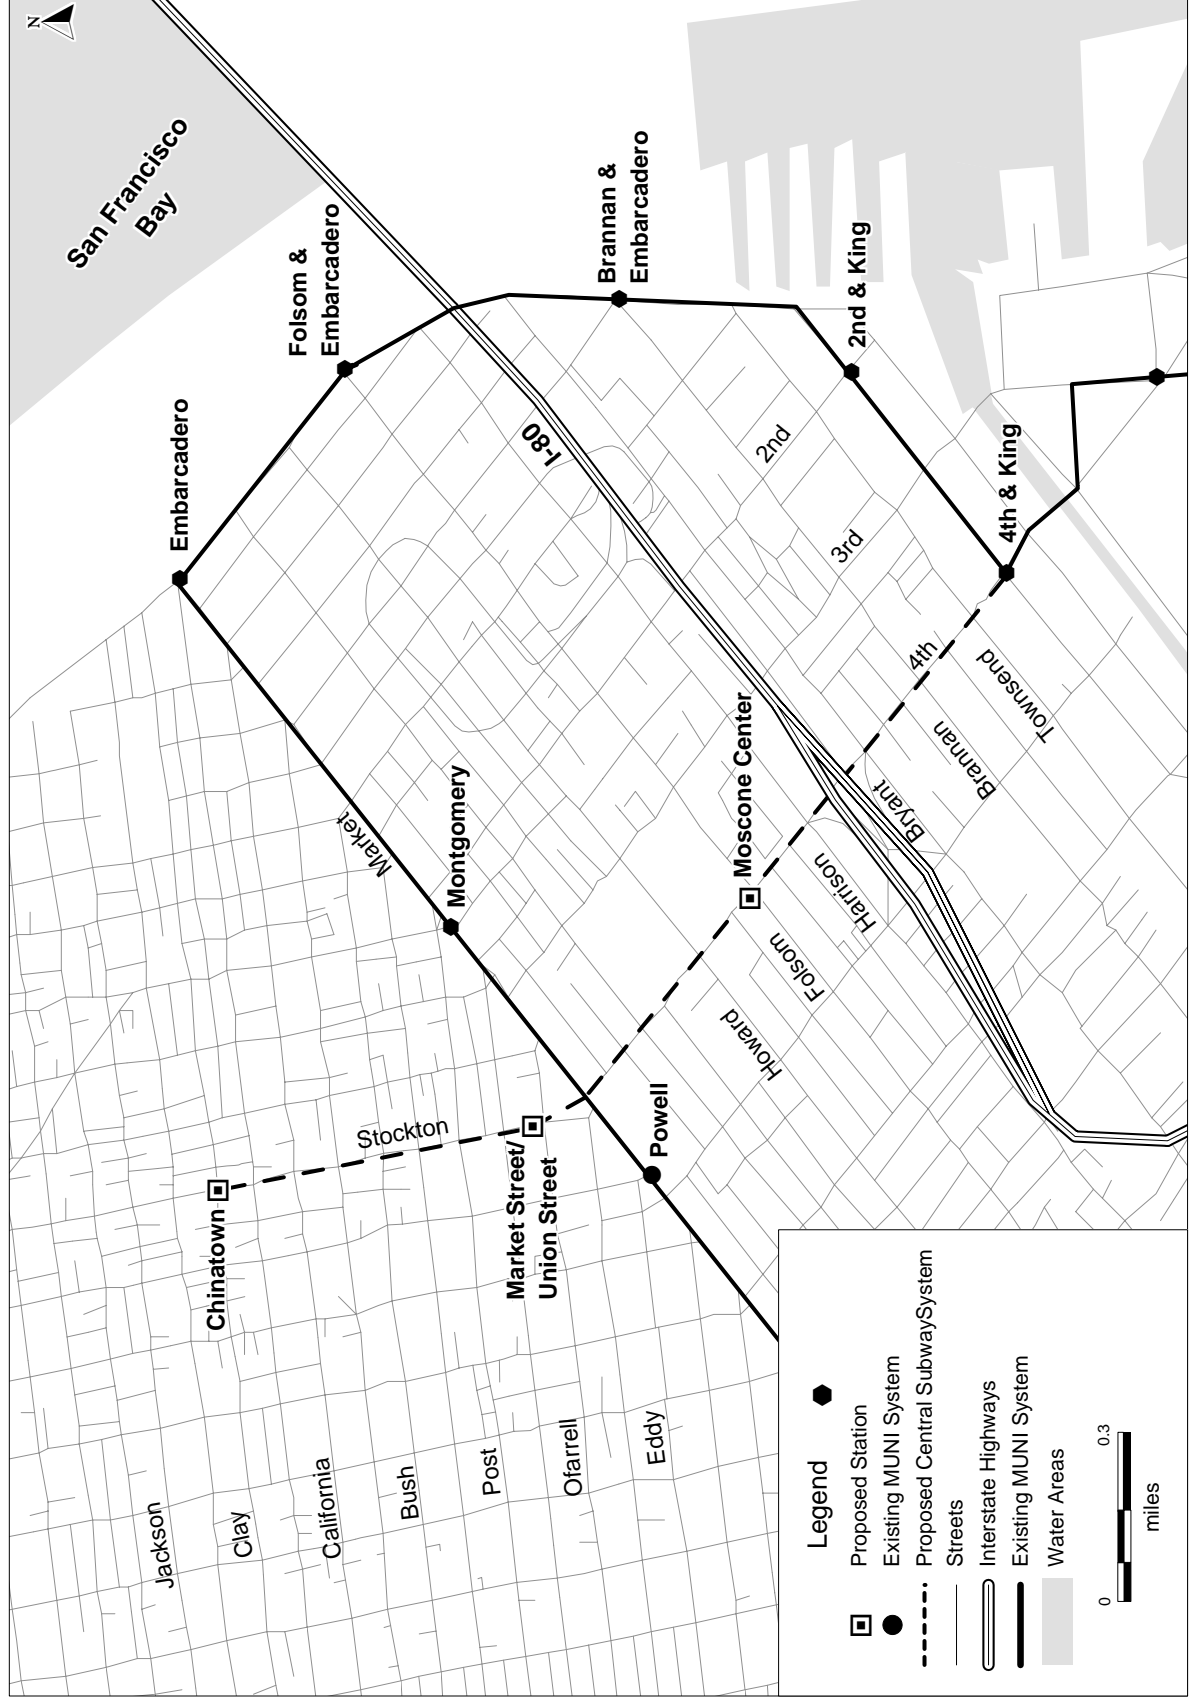 N
San Francisco
Bay
Embarcadero
Folsom &
Embarcadero
Brannan &
Embarcadero
2nd & King
4th & King
I-80
2nd
3rd
4th
Townsend
Brannan
Bryant
Harrison
Folsom
Howard
Moscone Center
Market
Montgomery
Powell
Stockton
Market Street/
Union Street
Chinatown
Jackson
Clay
California
Bush
Post
Ofarrell
Eddy
Legend
Proposed Station
Existing MUNI System
Proposed Central SubwaySystem
Streets
Interstate Highways
Existing MUNI System
Water Areas
0 0.3
miles